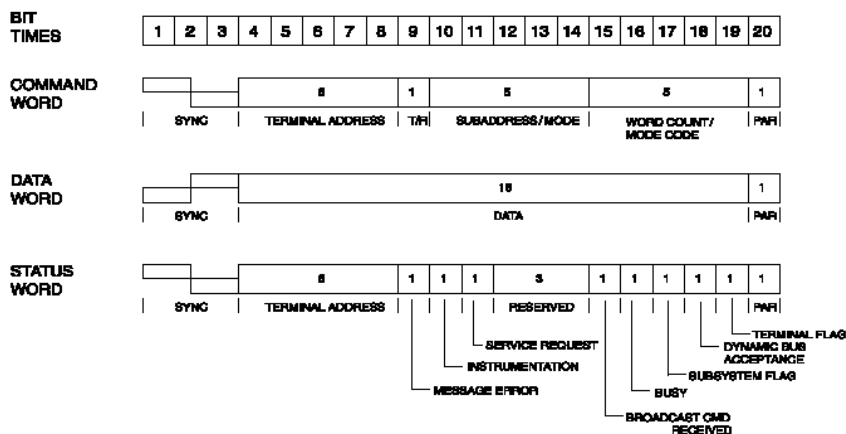 BIT
TIMES
1 2 3 4 5 6 7 8 9 10 11 12 13 14 15 16 17 18 19 20
COMMAND
WORD
5 1 5 5 1
SYNC TERMINAL ADDRESS T/R SUBADDRESS/MODE WORD COUNT/
MODE CODE PAR
DATA
WORD
16 1
SYNC DATA PAR
STATUS
WORD
5 1 1 1 3 1 1 1 1 1 1
SYNC TERMINAL ADDRESS RESERVED PAR
TERMINAL FLAG
SERVICE REQUEST
DYNAMIC BUS
ACCEPTANCE
INSTRUMENTATION
SUBSYSTEM FLAG
MESSAGE ERROR
BUSY
BROADCAST CMD
RECEIVED